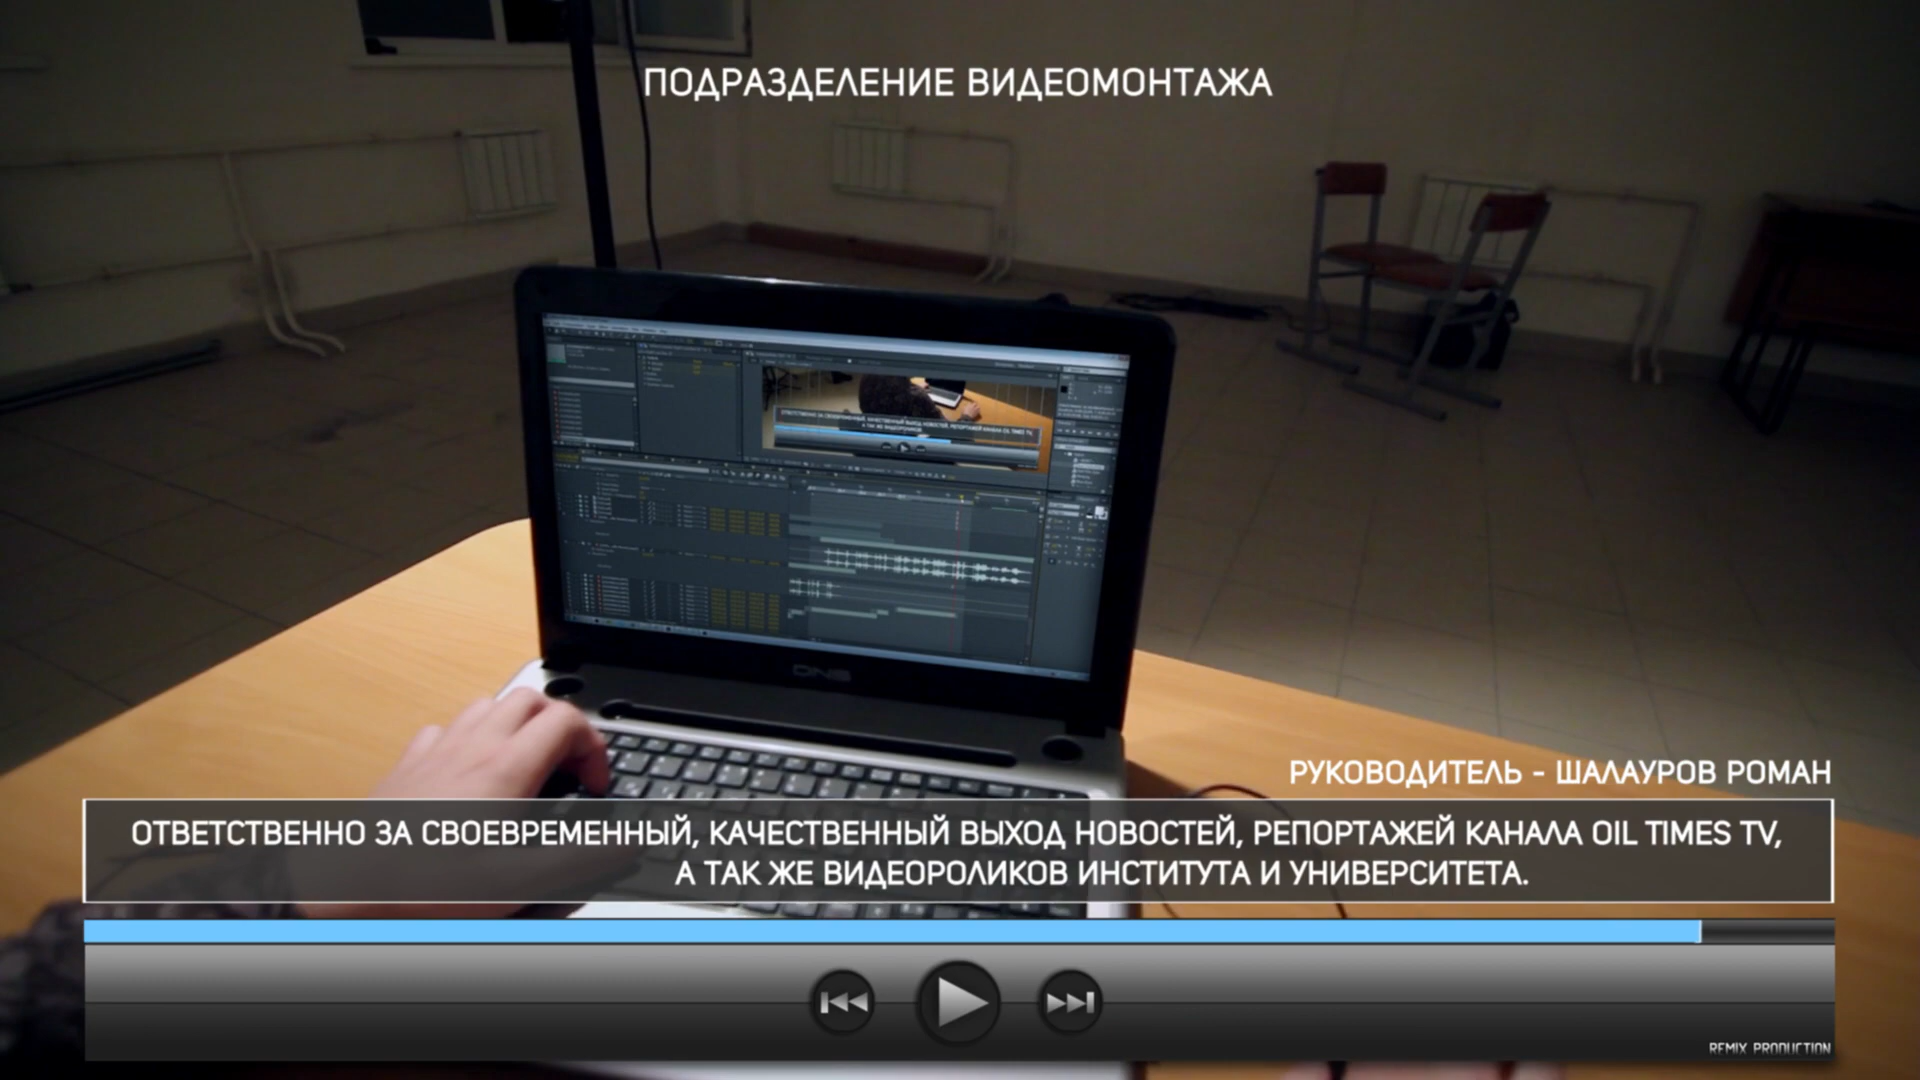 ПОДРАЗДЕЛЕНИЕ ВИДЕОМОНТАЖА
DNS
РУКОВОДИТЕЛЬ - ШАЛАУРОВ РОМАН
ОТВЕТСТВЕННО ЗА СВОЕВРЕМЕННЫЙ, КАЧЕСТВЕННЫЙ ВЫХОД НОВОСТЕЙ, РЕПОРТАЖЕЙ КАНАЛА OIL TIMES TV,
А ТАК ЖЕ ВИДЕОРОЛИКОВ ИНСТИТУТА И УНИВЕРСИТЕТА.
REMIX PRODUCTION